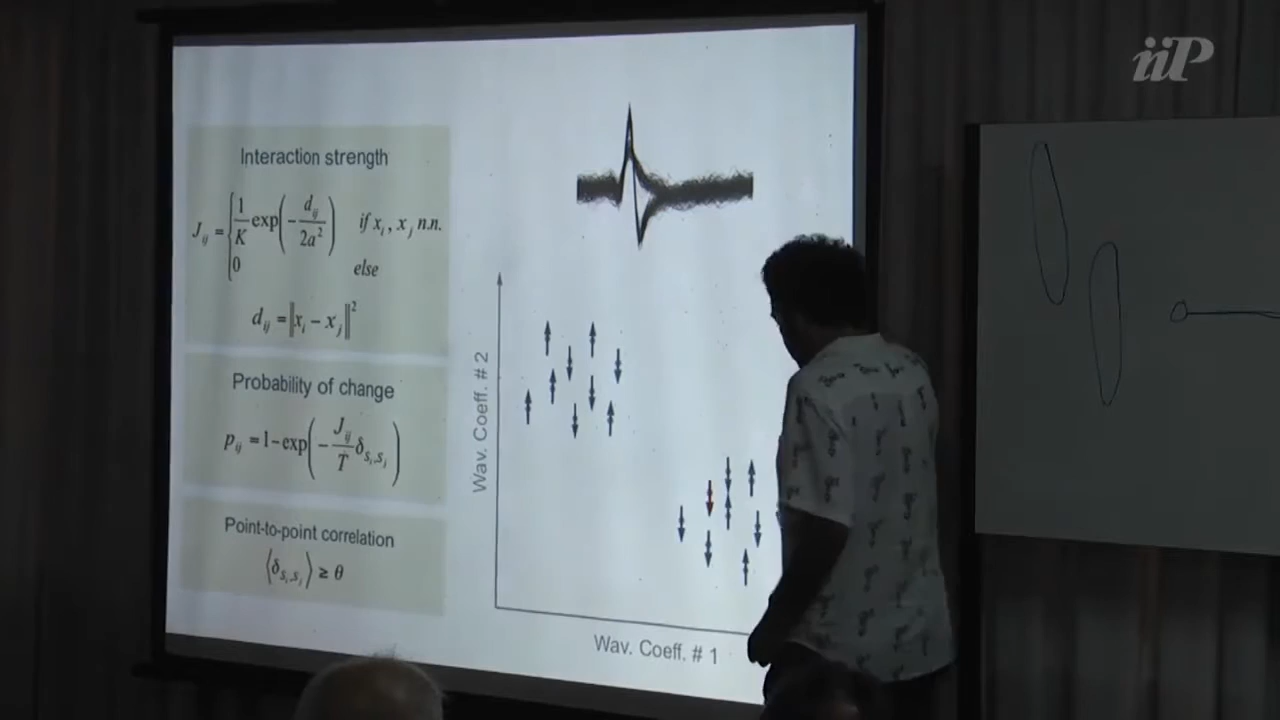 iiP
Interaction strength
J_ij = { 1/K exp(− d_ij / 2a²) if x_i, x_j n.n.
0 else
d_ij = ‖x_i − x_j‖²
Probability of change
p_ij = 1−exp(− J_ij / T δ_{s_i,s_j})
Point-to-point correlation
⟨δ_{s_i,s_j}⟩ ≥ θ
Wav. Coeff. # 2
Wav. Coeff. # 1